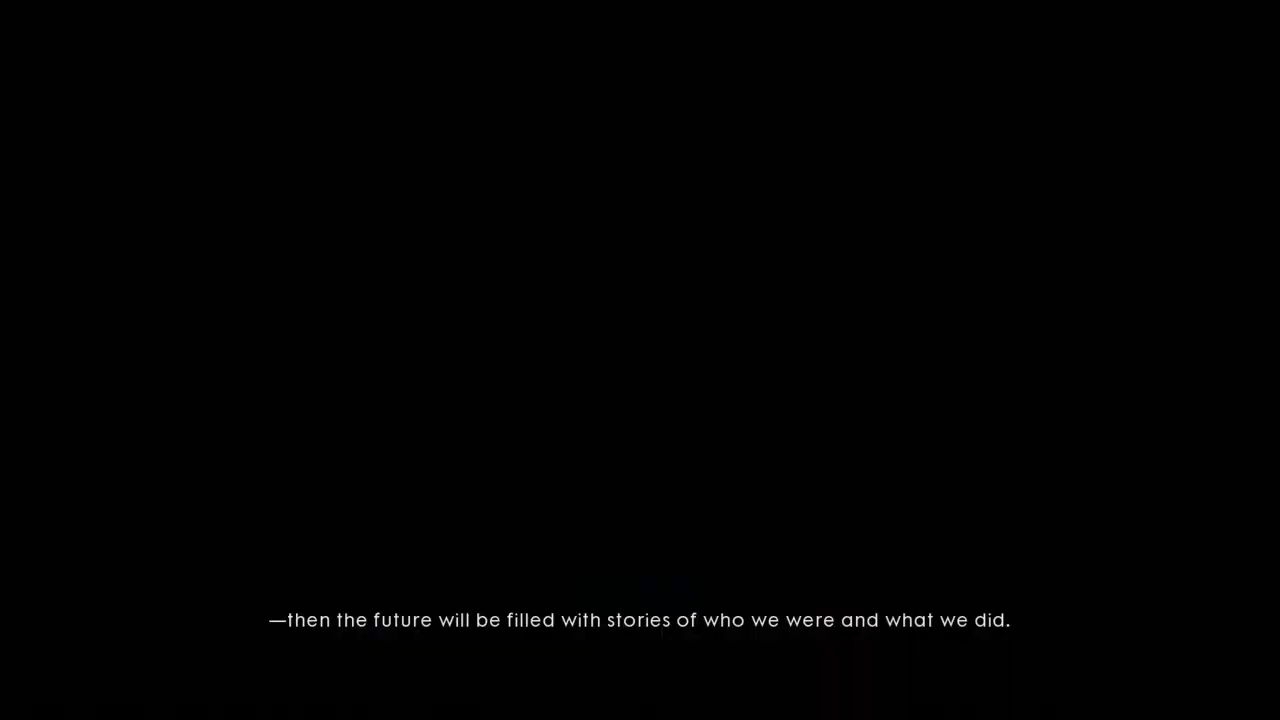 —then the future will be filled with stories of who we were and what we did.